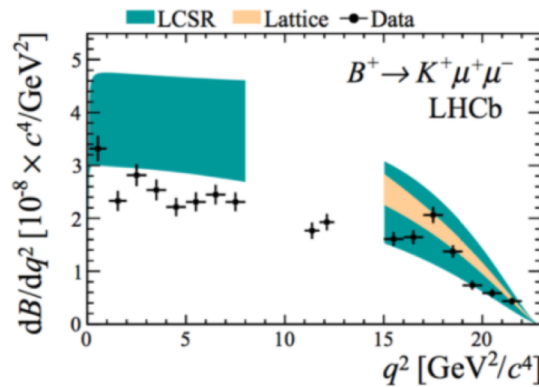 LCSR Lattice Data
dB/dq² [10⁻⁸ × c⁴/GeV²]
5
4
3
2
1
0
B⁺ → K⁺μ⁺μ⁻
LHCb
0 5 10 15 20
q² [GeV²/c⁴]